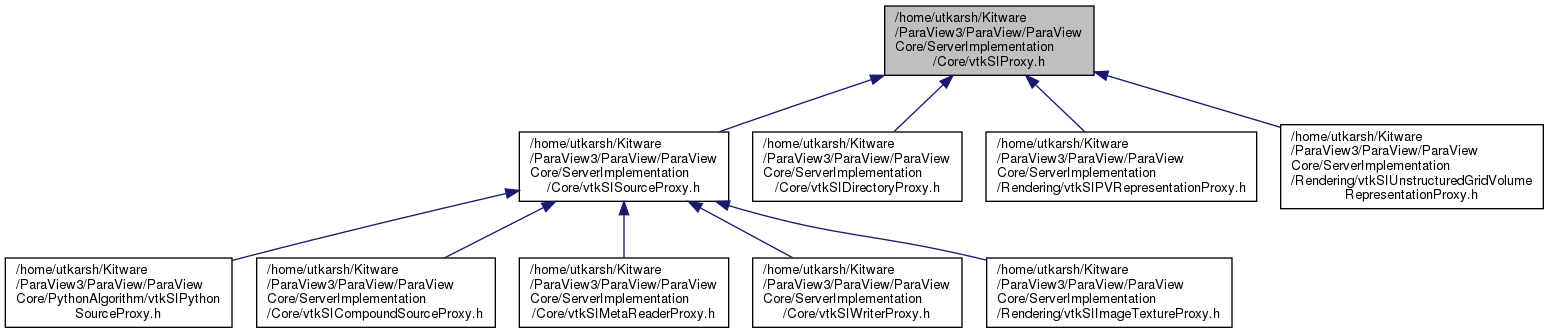 /home/utkarsh/Kitware
/ParaView3/ParaView/ParaView
Core/ServerImplementation
/Core/vtkSIProxy.h
/home/utkarsh/Kitware
/ParaView3/ParaView/ParaView
Core/ServerImplementation
/Core/vtkSISourceProxy.h
/home/utkarsh/Kitware
/ParaView3/ParaView/ParaView
Core/ServerImplementation
/Core/vtkSIDirectoryProxy.h
/home/utkarsh/Kitware
/ParaView3/ParaView/ParaView
Core/ServerImplementation
/Rendering/vtkSIPVRepresentationProxy.h
/home/utkarsh/Kitware
/ParaView3/ParaView/ParaView
Core/ServerImplementation
/Rendering/vtkSIUnstructuredGridVolume
RepresentationProxy.h
/home/utkarsh/Kitware
/ParaView3/ParaView/ParaView
Core/PythonAlgorithm/vtkSIPython
SourceProxy.h
/home/utkarsh/Kitware
/ParaView3/ParaView/ParaView
Core/ServerImplementation
/Core/vtkSICompoundSourceProxy.h
/home/utkarsh/Kitware
/ParaView3/ParaView/ParaView
Core/ServerImplementation
/Core/vtkSIMetaReaderProxy.h
/home/utkarsh/Kitware
/ParaView3/ParaView/ParaView
Core/ServerImplementation
/Core/vtkSIWriterProxy.h
/home/utkarsh/Kitware
/ParaView3/ParaView/ParaView
Core/ServerImplementation
/Rendering/vtkSIImageTextureProxy.h